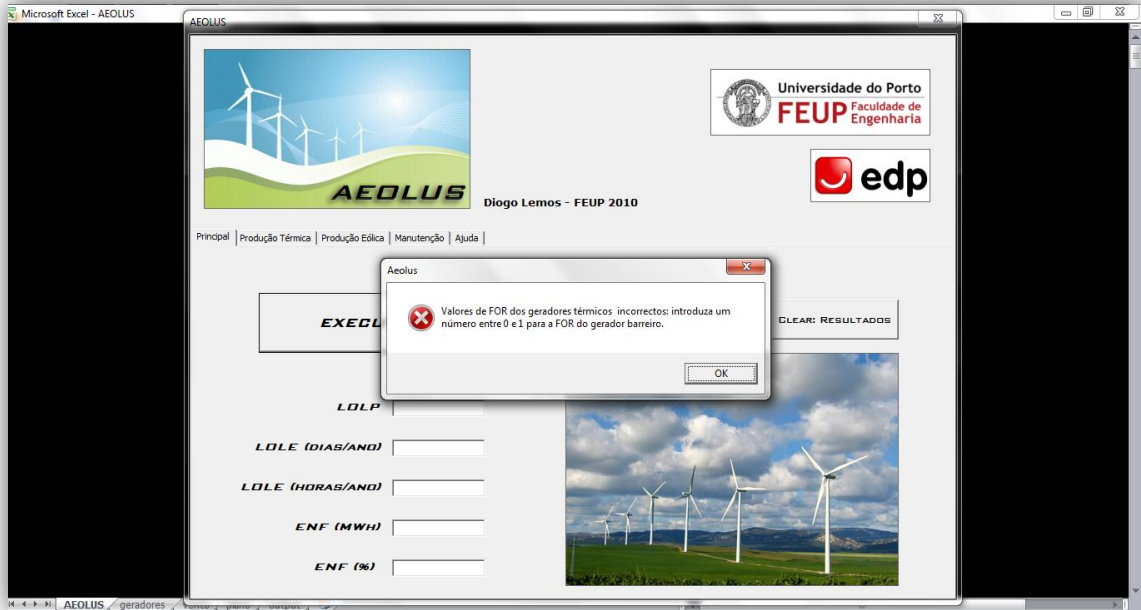 Microsoft Excel - AEOLUS
AEOLUS
Universidade do Porto
FEUP Faculdade de
Engenharia
edp
AEOLUS
Diogo Lemos - FEUP 2010
Principal Produção Térmica Produção Eólica Manutenção Ajuda
Aeolus
Valores de FOR dos geradores térmicos incorrectos: introduza um
número entre 0 e 1 para a FOR do gerador barreiro.
OK
EXECU
CLEAR: RESULTADOS
LOLP
LOLE (DIAS/ANO)
LOLE (HORAS/ANO)
ENF (MWH)
ENF (%)
AEOLUS geradores vento plano output